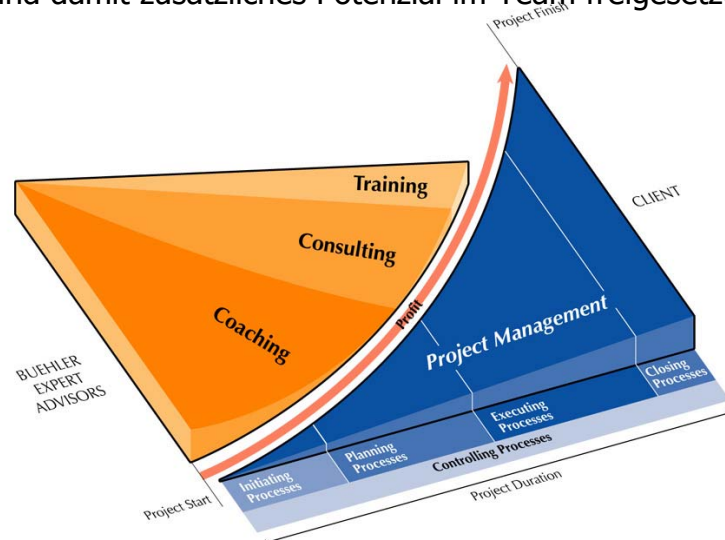 und damit zusätzliches Potenzial im Team freigesetz
Project Finish
Training
Consulting
Coaching
Profit
CLIENT
Project Management
BUEHLER
EXPERT
ADVISORS
Closing
Processes
Executing
Processes
Planning
Processes
Initiating
Processes
Controlling Processes
Project Start
Project Duration